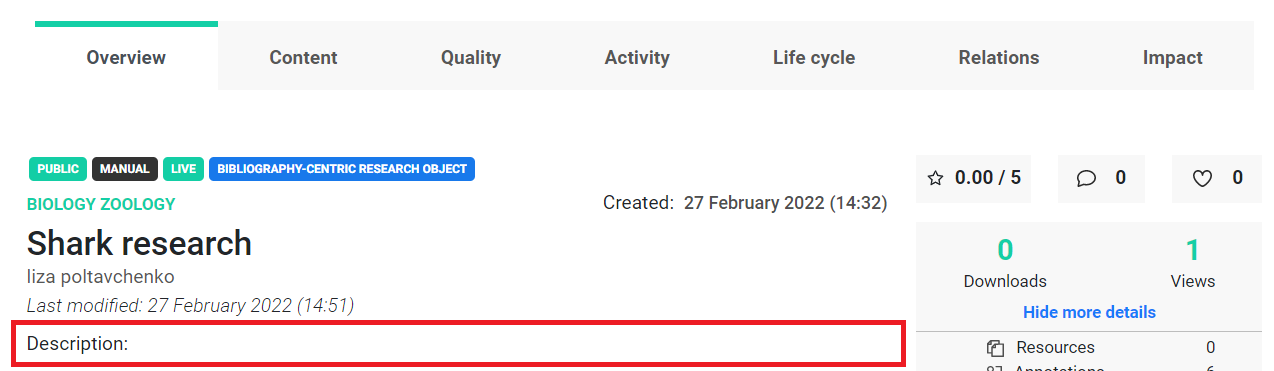 Overview Content Quality Activity Life cycle Relations Impact
PUBLIC MANUAL LIVE BIBLIOGRAPHY-CENTRIC RESEARCH OBJECT
BIOLOGY ZOOLOGY
Created: 27 February 2022 (14:32)
Shark research
liza poltavchenko
Last modified: 27 February 2022 (14:51)
Description:
0.00 / 5 0 0
0 1
Downloads Views
Hide more details
Resources 0
Annotations 6